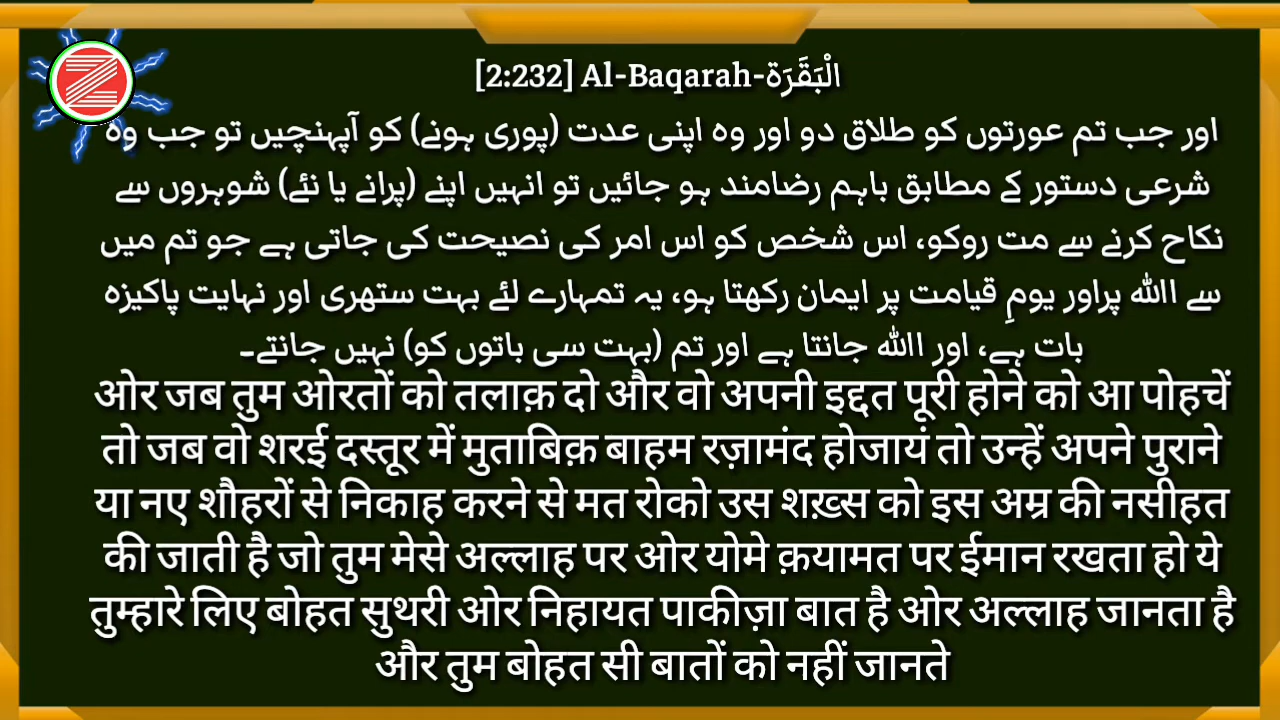 [2:232] Al-Baqarah-الْبَقَرَة
اور جب تم عورتوں کو طلاق دو اور وہ اپنی عدت (پوری ہونے) کو آپہنچیں تو جب وہ
شرعی دستور کے مطابق باہم رضامند ہو جائیں تو انہیں اپنے (پرانے یا نئے) شوہروں سے
نکاح کرنے سے مت روکو، اس شخص کو اس امر کی نصیحت کی جاتی ہے جو تم میں
سے اﷲ پراور یومِ قیامت پر ایمان رکھتا ہو، یہ تمہارے لئے بہت ستھری اور نہایت پاکیزہ
بات ہے، اور اﷲ جانتا ہے اور تم (بہت سی باتوں کو) نہیں جانتے۔
ओर जब तुम ओरतों को तलाक़ दो और वो अपनी इद्दत पूरी होने को आ पोहचें
तो जब वो शरई दस्तूर में मुताबिक़ बाहम रज़ामंद होजायं तो उन्हें अपने पुराने
या नए शौहरों से निकाह करने से मत रोको उस शख़्स को इस अम्र की नसीहत
की जाती है जो तुम मेसे अल्लाह पर ओर योमे क़यामत पर ईमान रखता हो ये
तुम्हारे लिए बोहत सुथरी ओर निहायत पाकीज़ा बात है ओर अल्लाह जानता है
और तुम बोहत सी बातों को नहीं जानते